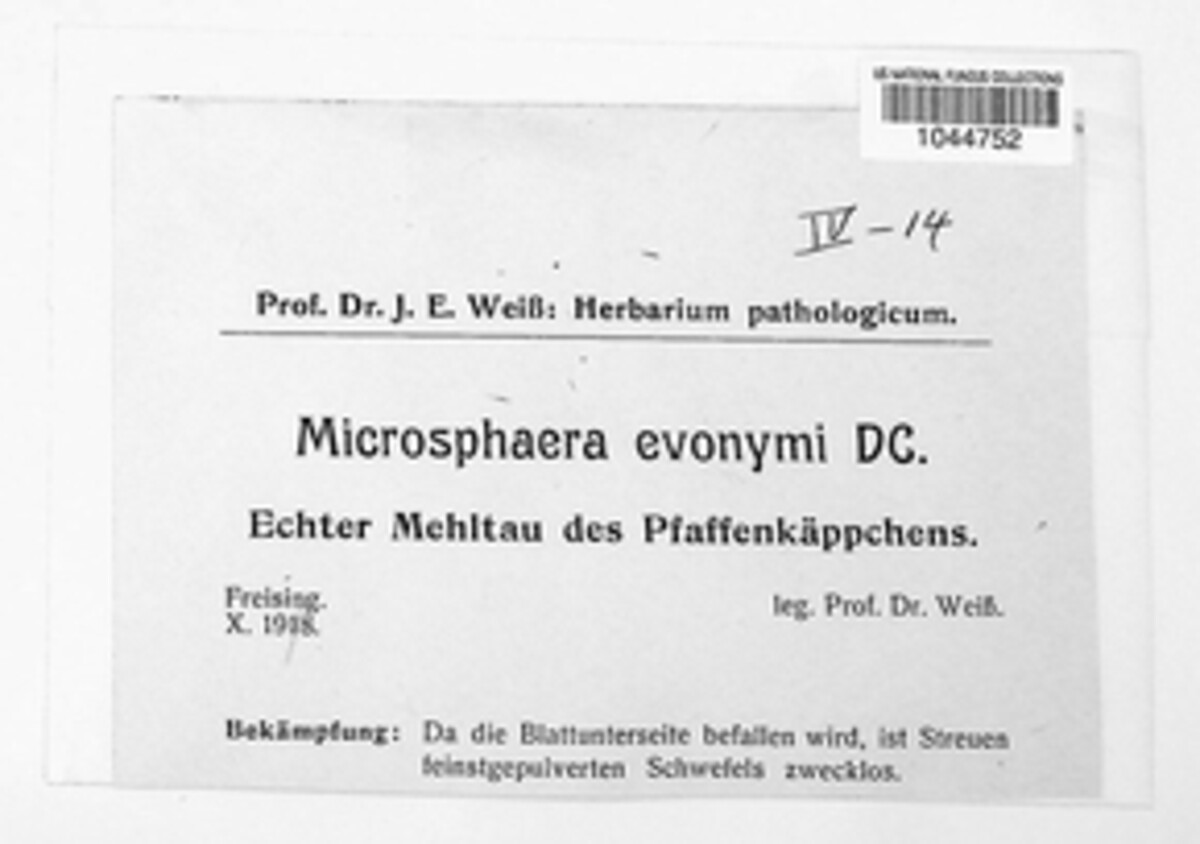 US NATIONAL FUNGUS COLLECTIONS
1044752
IV – 14
Prof. Dr. J. E. Weiß: Herbarium pathologicum.
Microsphaera evonymi DC.
Echter Mehltau des Pfaffenkäppchens.
Freising.
leg. Prof. Dr. Weiß.
X. 1918.
Bekämpfung: Da die Blattunterseite befallen wird, ist Streuen
feinstgepulverten Schwefels zwecklos.